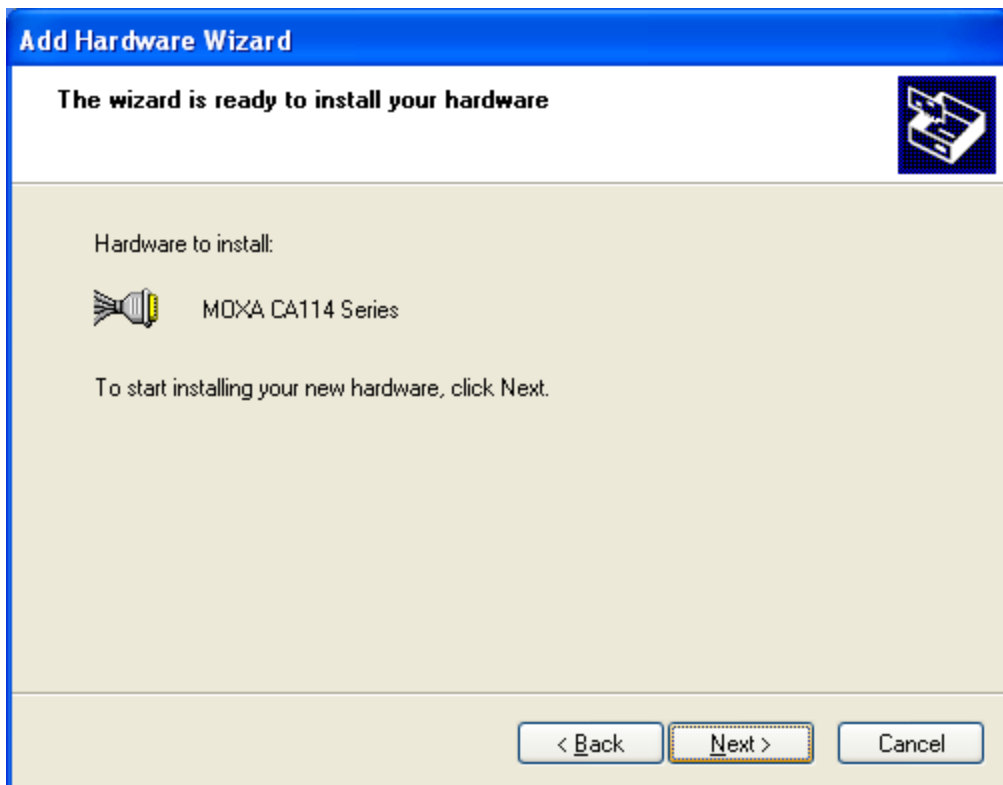 Add Hardware Wizard
The wizard is ready to install your hardware
Hardware to install:
MOXA CA114 Series
To start installing your new hardware, click Next.
< Back
Next >
Cancel